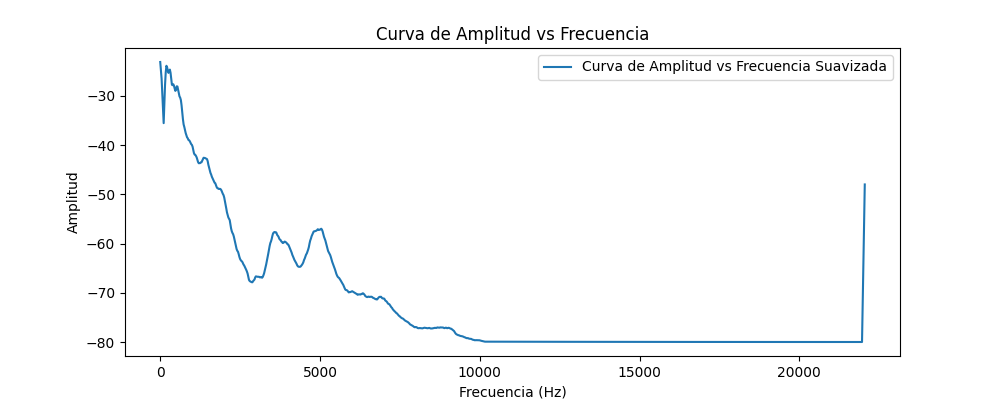 Curva de Amplitud vs Frecuencia
Curva de Amplitud vs Frecuencia Suavizada
Amplitud
−30
−40
−50
−60
−70
−80
0 5000 10000 15000 20000
Frecuencia (Hz)